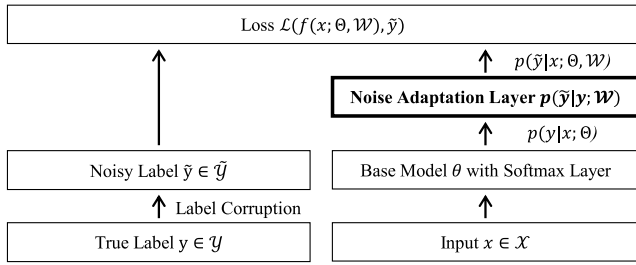 Loss ℒ(f(x; Θ, 𝒲), ỹ)
p(ỹ|x; Θ, 𝒲)
Noise Adaptation Layer p(ỹ|y; 𝒲)
p(y|x; Θ)
Noisy Label ỹ ∈ 𝒴̃
Base Model θ with Softmax Layer
Label Corruption
True Label y ∈ 𝒴
Input x ∈ 𝒳